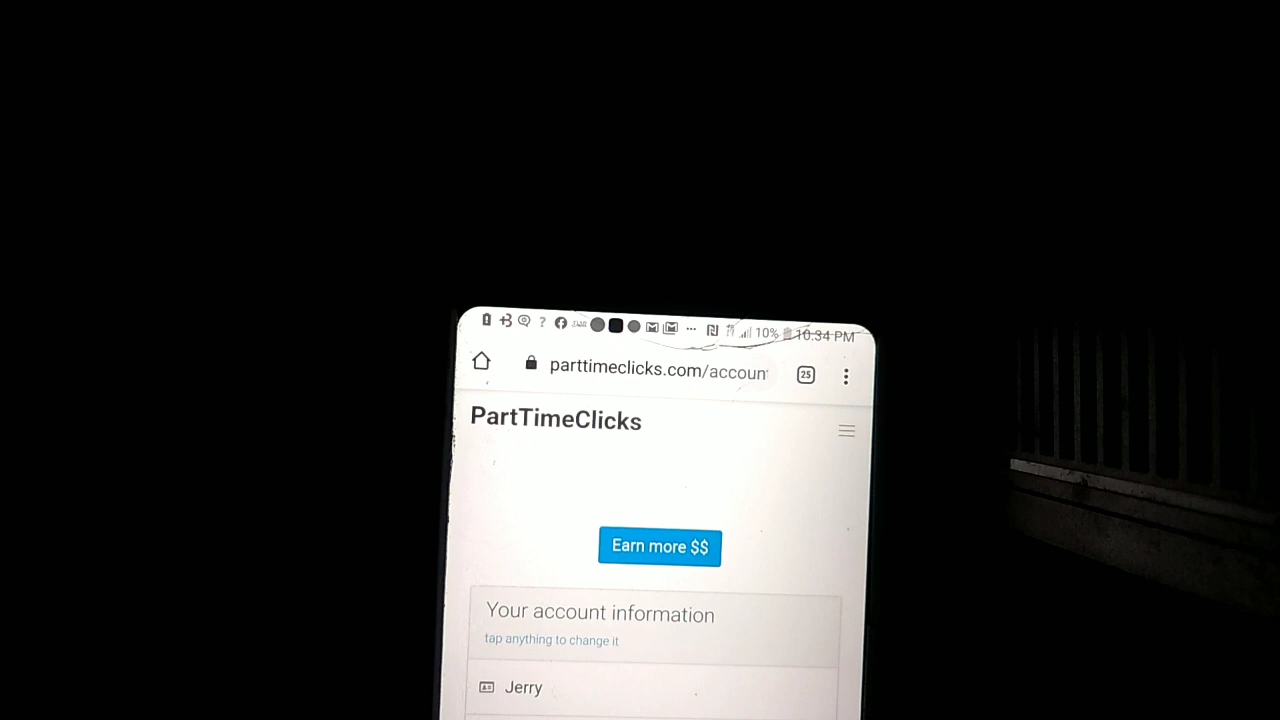 10% 10:34 PM
parttimeclicks.com/accoun
25
PartTimeClicks
Earn more $$
Your account information
tap anything to change it
Jerry